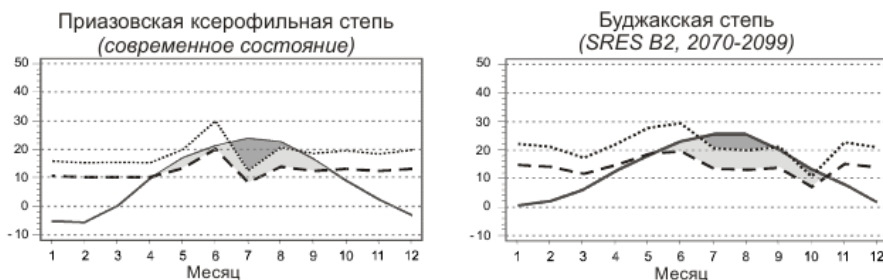 Приазовская ксерофильная степь
(современное состояние)
50
40
30
20
10
0
-10
1 2 3 4 5 6 7 8 9 10 11 12
Месяц
Буджакская степь
(SRES B2, 2070-2099)
50
40
30
20
10
0
-10
1 2 3 4 5 6 7 8 9 10 11 12
Месяц